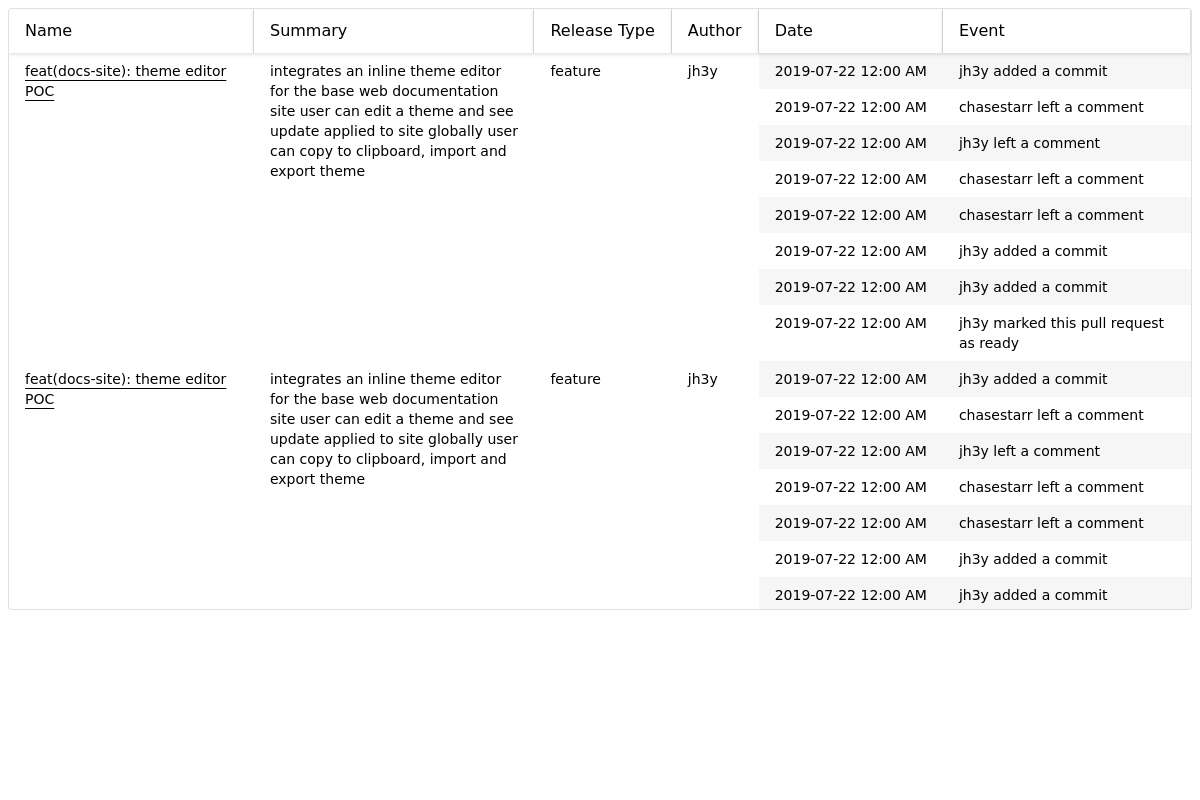 Name Summary Release Type Author Date Event
feat(docs-site): theme editor integrates an inline theme editor feature jh3y 2019-07-22 12:00 AM jh3y added a commit
POC for the base web documentation
2019-07-22 12:00 AM chasestarr left a comment
site user can edit a theme and see
update applied to site globally user
2019-07-22 12:00 AM jh3y left a comment
can copy to clipboard, import and
export theme
2019-07-22 12:00 AM chasestarr left a comment
2019-07-22 12:00 AM chasestarr left a comment
2019-07-22 12:00 AM jh3y added a commit
2019-07-22 12:00 AM jh3y added a commit
2019-07-22 12:00 AM jh3y marked this pull request
as ready
feat(docs-site): theme editor integrates an inline theme editor feature jh3y 2019-07-22 12:00 AM jh3y added a commit
POC for the base web documentation
2019-07-22 12:00 AM chasestarr left a comment
site user can edit a theme and see
update applied to site globally user
2019-07-22 12:00 AM jh3y left a comment
can copy to clipboard, import and
export theme
2019-07-22 12:00 AM chasestarr left a comment
2019-07-22 12:00 AM chasestarr left a comment
2019-07-22 12:00 AM jh3y added a commit
2019-07-22 12:00 AM jh3y added a commit